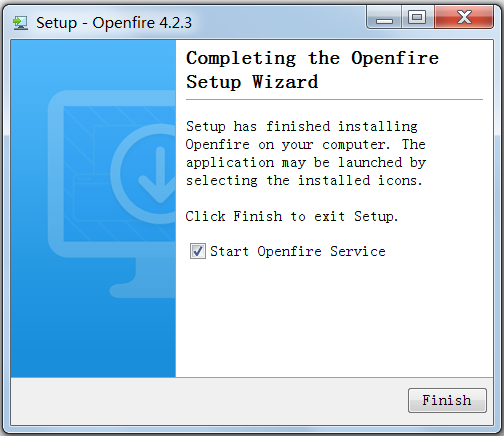 Setup - Openfire 4.2.3
Completing the Openfire
Setup Wizard
Setup has finished installing
Openfire on your computer. The
application may be launched by
selecting the installed icons.
Click Finish to exit Setup.
Start Openfire Service
Finish